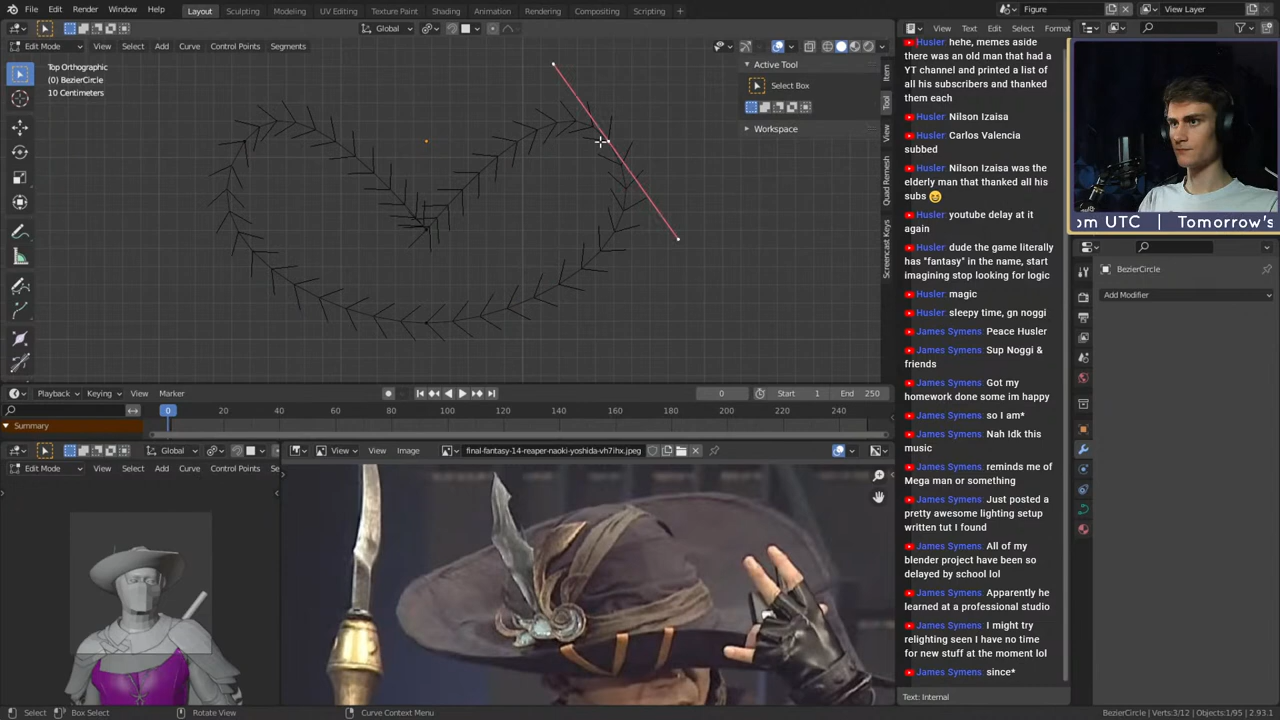 File Edit Render Window Help
Layout Sculpting Modeling UV Editing Texture Paint Shading Animation Rendering Compositing Scripting +
Figure View Layer
Global
Edit Mode View Select Add Curve Control Points Segments
View Text Edit Select Format
Top Orthographic
(0) BezierCircle
10 Centimeters
Active Tool
Select Box
Workspace
Item
Tool
View
Quad Remesh
Screencast Keys
Husler: hehe, memes aside
there was an old man that had a
YT channel and printed a list of
all his subscribers and thanked
them each
Husler: Nilson Izaisa
Husler: Carlos Valencia
subbed
Husler: Nilson Izaisa was the
elderly man that thanked all his
subs 😆
Husler: youtube delay at it
again
Husler: dude the game literally
has "fantasy" in the name, start
imagining stop looking for logic
Husler: magic
Husler: sleepy time, gn noggi
James Symens: Peace Husler
James Symens: Sup Noggi &
friends
James Symens: Got my
homework done some im happy
James Symens: so I am*
James Symens: Nah Idk this
music
James Symens: reminds me of
Mega man or something
James Symens: Just posted a
pretty awesome lighting setup
written tut I found
James Symens: All of my
blender project have been so
delayed by school lol
James Symens: Apparently he
learned at a professional studio
James Symens: I might try
relighting seen I have no time
for new stuff at the moment lol
James Symens: since*
Text: Internal
om UTC | Tomorrow's
BezierCircle
Add Modifier
Playback Keying View Marker 0 Start 1 End 250
0 20 40 60 80 100 120 140 160 180 200 220 240
Summary
Global
Edit Mode View Select Add Curve Control Points Se
View View Image final-fantasy-14-reaper-naoki-yoshida-vh7ihx.jpeg
Select Box Select Rotate View Curve Context Menu
BezierCircle | Verts:3/12 | Objects:1/95 | 2.93.1